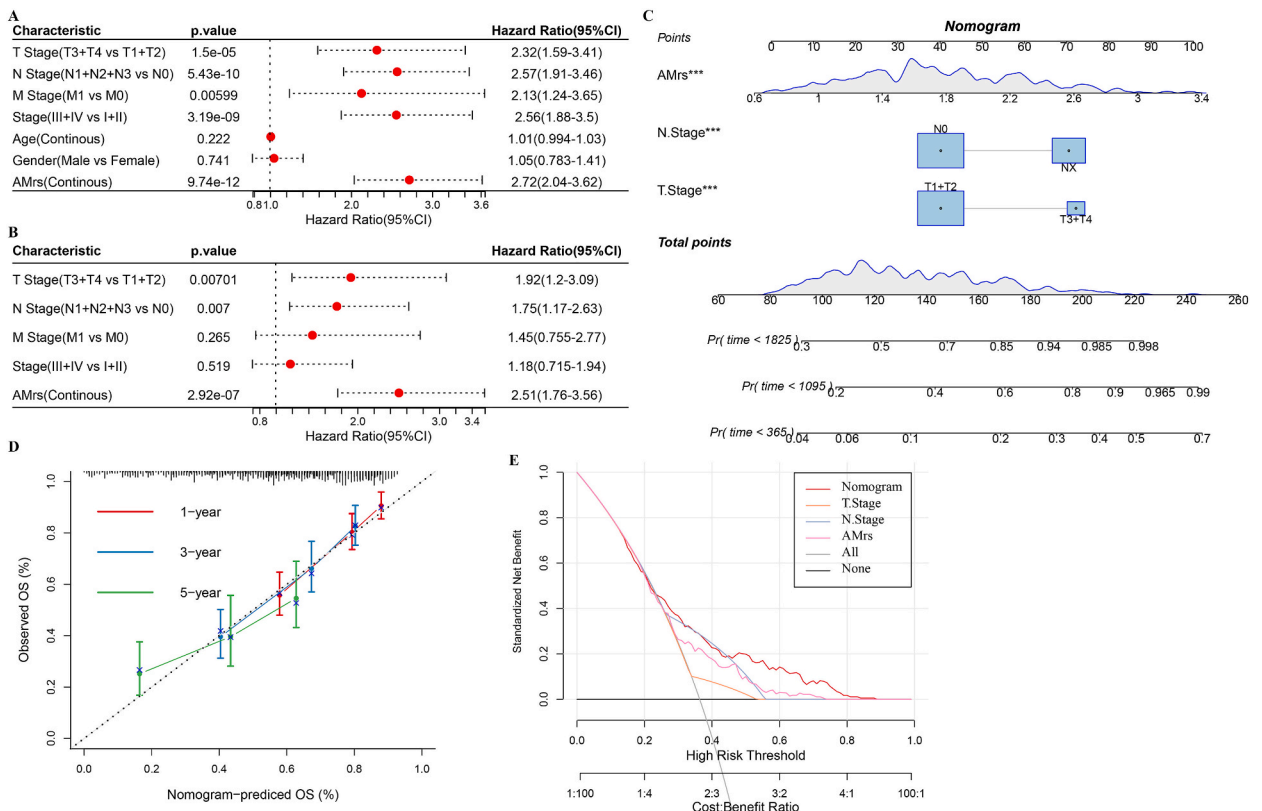 A
Characteristic p.value Hazard Ratio(95%CI)
T Stage(T3+T4 vs T1+T2) 1.5e-05 2.32(1.59-3.41)
N Stage(N1+N2+N3 vs N0) 5.43e-10 2.57(1.91-3.46)
M Stage(M1 vs M0) 0.00599 2.13(1.24-3.65)
Stage(III+IV vs I+II) 3.19e-09 2.56(1.88-3.5)
Age(Continous) 0.222 1.01(0.994-1.03)
Gender(Male vs Female) 0.741 1.05(0.783-1.41)
AMrs(Continous) 9.74e-12 2.72(2.04-3.62)
0.81.0 2.0 3.0 3.6
Hazard Ratio(95%CI)
B
Characteristic p.value Hazard Ratio(95%CI)
T Stage(T3+T4 vs T1+T2) 0.00701 1.92(1.2-3.09)
N Stage(N1+N2+N3 vs N0) 0.007 1.75(1.17-2.63)
M Stage(M1 vs M0) 0.265 1.45(0.755-2.77)
Stage(III+IV vs I+II) 0.519 1.18(0.715-1.94)
AMrs(Continous) 2.92e-07 2.51(1.76-3.56)
0.8 2.0 3.0 3.4
Hazard Ratio(95%CI)
C
Nomogram
Points 0 10 20 30 40 50 60 70 80 90 100
AMrs***
0.6 1 1.4 1.8 2.2 2.6 3 3.4
N.Stage***
N0
NX
T.Stage***
T1+T2
T3+T4
Total points
60 80 100 120 140 160 180 200 220 240 260
Pr( time < 1825) 0.3 0.5 0.7 0.85 0.94 0.985 0.998
Pr( time < 1095) 0.2 0.4 0.6 0.8 0.9 0.965 0.99
Pr( time < 365) 0.04 0.06 0.1 0.2 0.3 0.4 0.5 0.7
D
Observed OS (%)
1.0
0.8
0.6
0.4
0.2
0.0
1-year
3-year
5-year
0.0 0.2 0.4 0.6 0.8 1.0
Nomogram-prediced OS (%)
E
Standardized Net Benefit
1.0
0.8
0.6
0.4
0.2
0.0
Nomogram
T.Stage
N.Stage
AMrs
All
None
0.0 0.2 0.4 0.6 0.8 1.0
High Risk Threshold
1:100 1:4 2:3 3:2 4:1 100:1
Cost:Benefit Ratio